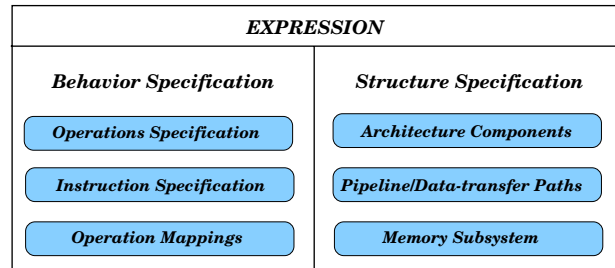 EXPRESSION
Behavior Specification
Operations Specification
Instruction Specification
Operation Mappings
Structure Specification
Architecture Components
Pipeline/Data-transfer Paths
Memory Subsystem